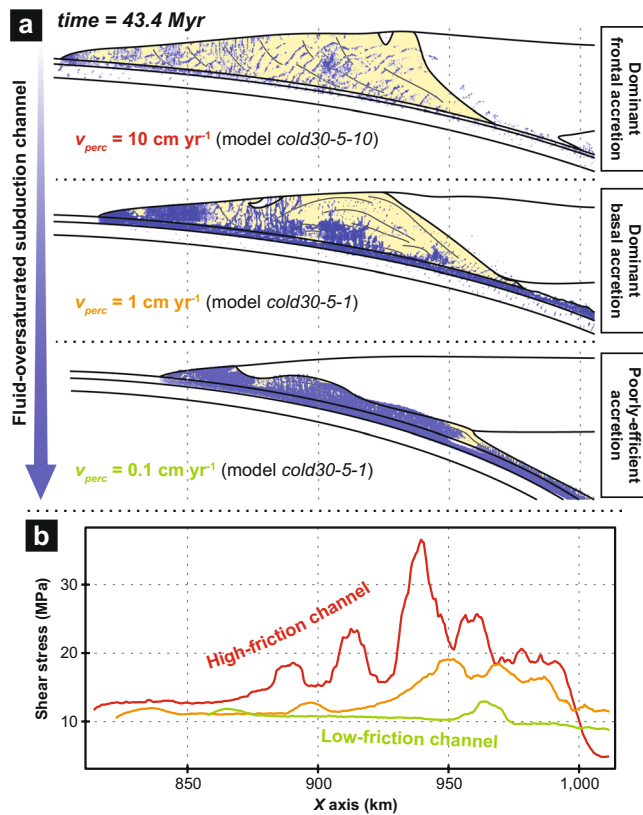 a
time = 43.4 Myr
Dominant
frontal accretion
v_perc = 10 cm yr⁻¹ (model cold30-5-10)
Fluid-oversaturated subduction channel
Dominant
basal accretion
v_perc = 1 cm yr⁻¹ (model cold30-5-1)
Poorly-efficient
accretion
v_perc = 0.1 cm yr⁻¹ (model cold30-5-1)
b
Shear stress (MPa)
30
20
10
High-friction channel
Low-friction channel
850
900
950
1,000
X axis (km)